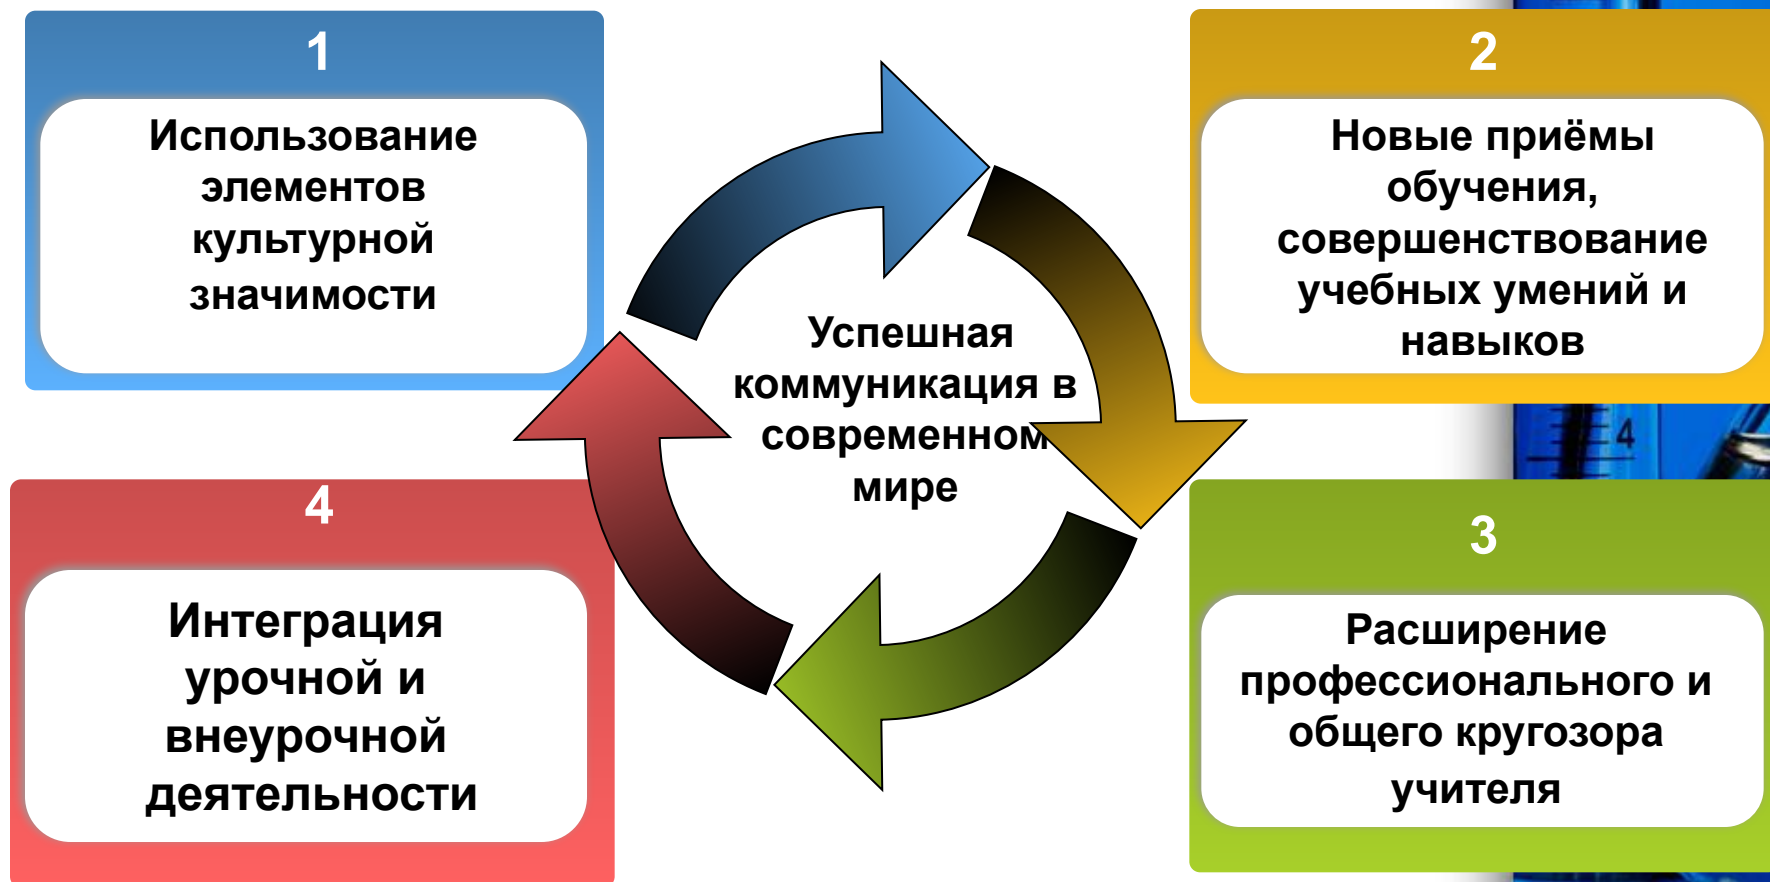 1
Использование
элементов
культурной
значимости
2
Новые приёмы
обучения,
совершенствование
учебных умений и
навыков
Успешная
коммуникация в
современном
мире
4
Интеграция
урочной и
внеурочной
деятельности
3
Расширение
профессионального и
общего кругозора
учителя
4